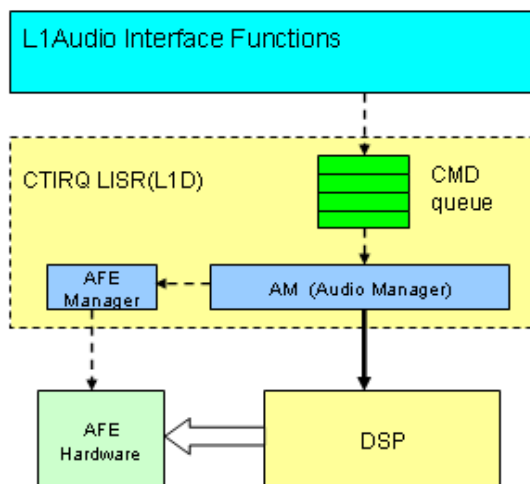 L1Audio Interface Functions
CTIRQ LISR(L1D)
CMD
queue
AFE
Manager
AM (Audio Manager)
AFE
Hardware
DSP